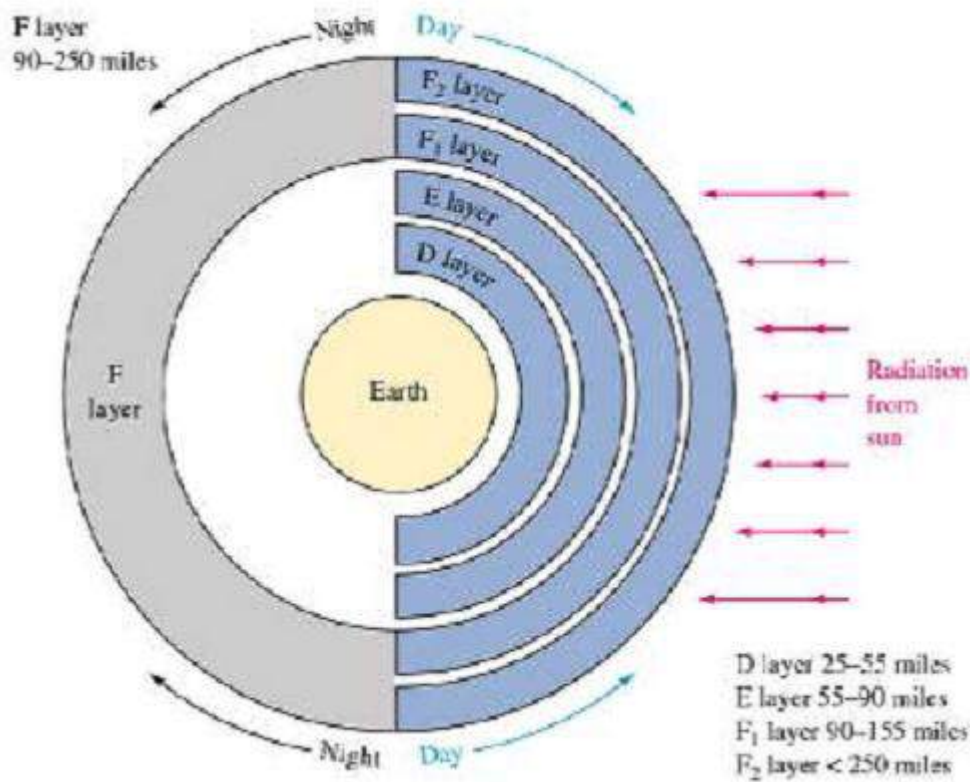 F layer
90–250 miles
Night
Day
F₂ layer
F₁ layer
E layer
D layer
F
layer
Earth
Radiation
from
sun
D layer 25–55 miles
E layer 55–90 miles
F₁ layer 90–155 miles
F₂ layer < 250 miles
Night
Day